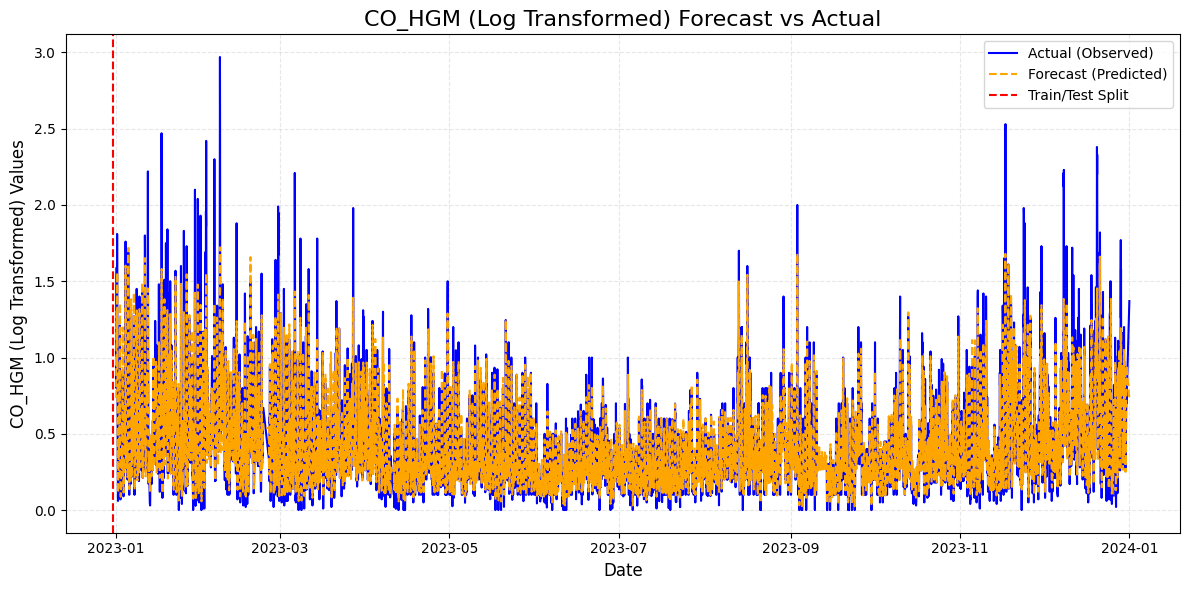 CO_HGM (Log Transformed) Forecast vs Actual
CO_HGM (Log Transformed) Values
3.0
2.5
2.0
1.5
1.0
0.5
0.0
Actual (Observed)
Forecast (Predicted)
Train/Test Split
2023-01
2023-03
2023-05
2023-07
2023-09
2023-11
2024-01
Date